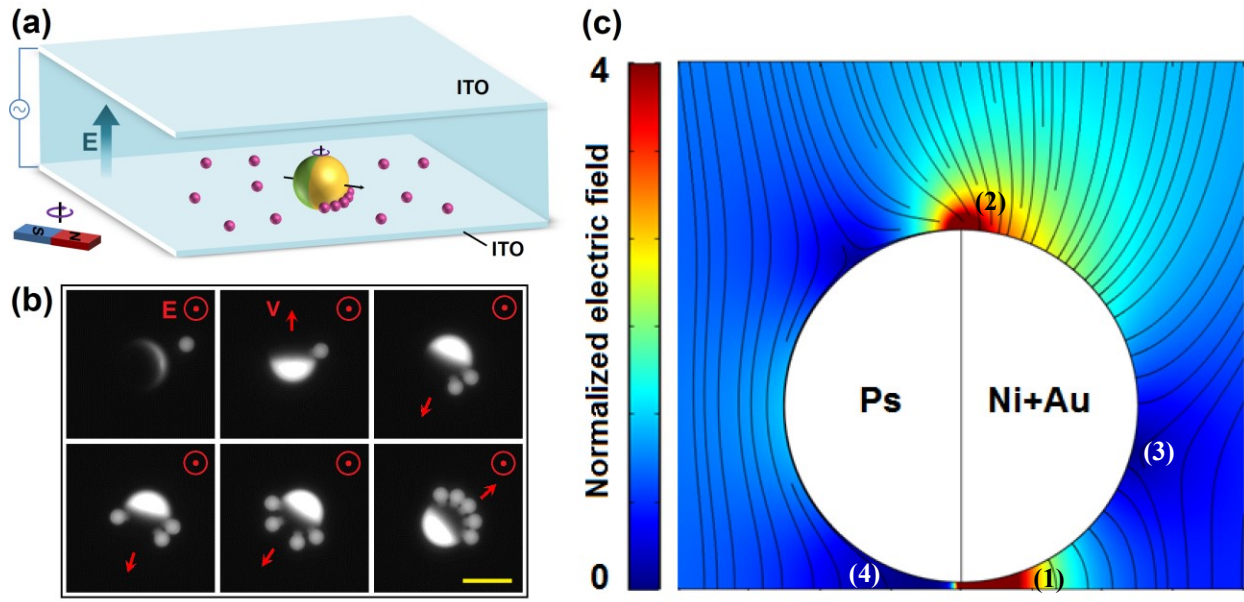 (a)
ITO
E
S N
ITO
(b)
E
V
(c)
4
Normalized electric field
0
Ps
Ni+Au
(2)
(3)
(4)
(1)